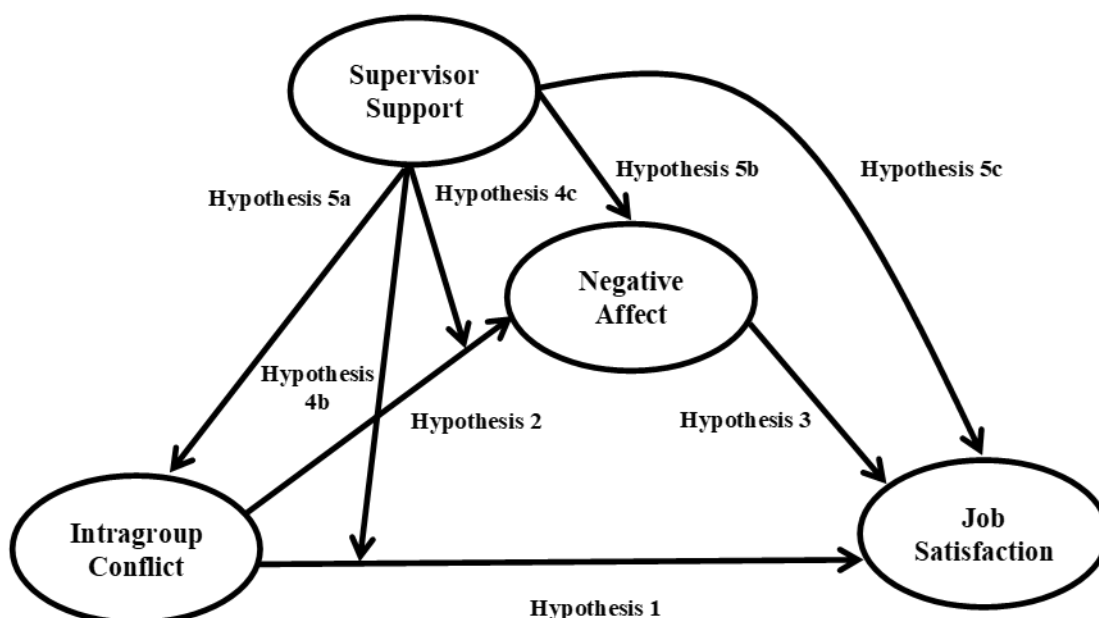 Supervisor
Support
Hypothesis 5a
Hypothesis 4c
Hypothesis 5b
Hypothesis 5c
Negative
Affect
Hypothesis
4b
Hypothesis 2
Hypothesis 3
Intragroup
Conflict
Job
Satisfaction
Hypothesis 1